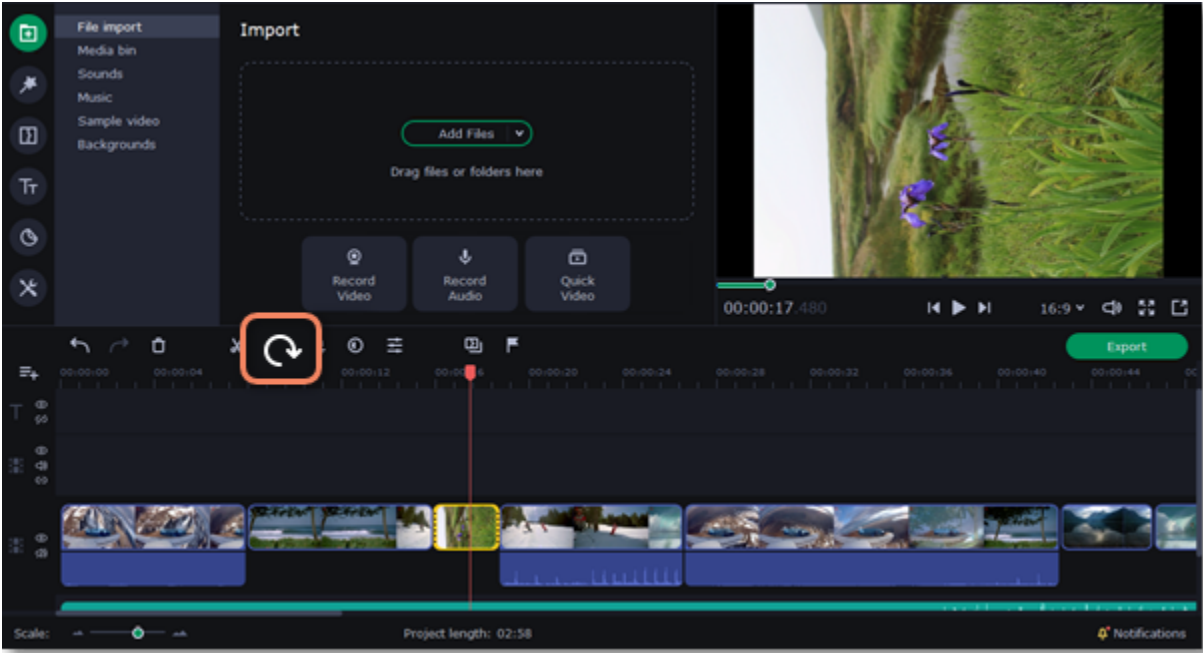 File import
Media bin
Sounds
Music
Sample video
Backgrounds
Import
Add Files
Drag files or folders here
Record
Video
Record
Audio
Quick
Video
00:00:17.480
16:9
Export
00:00:00
00:00:04
00:00:12
00:00:20
00:00:24
00:00:28
00:00:32
00:00:36
00:00:40
00:00:44
Scale:
Project length: 02:58
Notifications